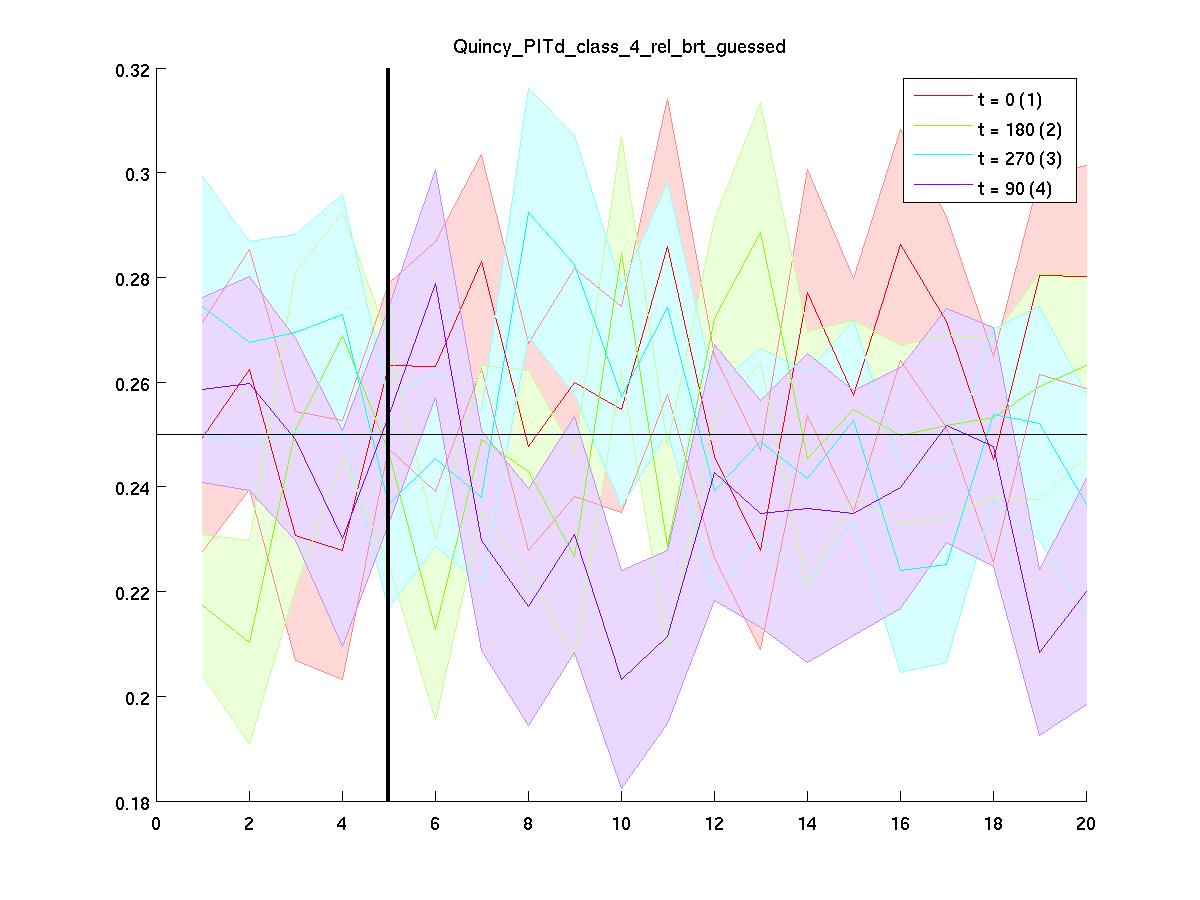 Quincy_PITd_class_4_rel_brt_guessed
t = 0 (1)
t = 180 (2)
t = 270 (3)
t = 90 (4)
0.32
0.3
0.28
0.26
0.24
0.22
0.2
0.18
0 2 4 6 8 10 12 14 16 18 20